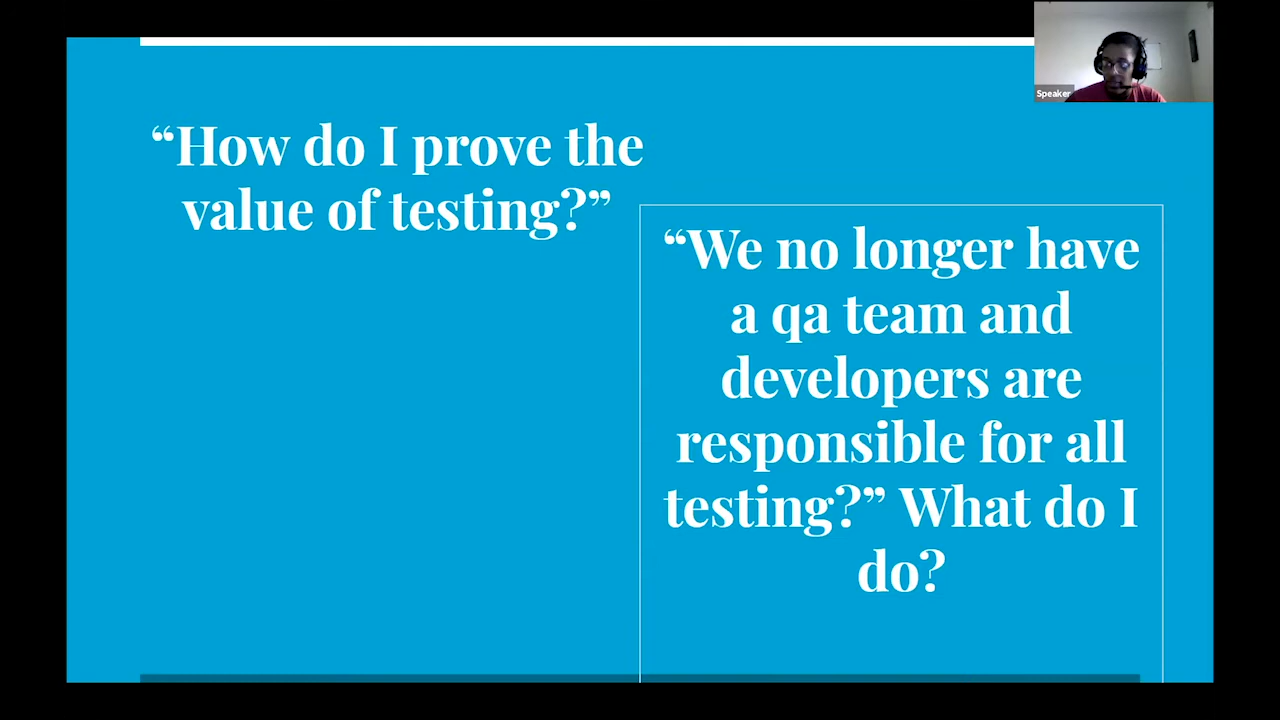 “How do I prove the
value of testing?”
“We no longer have
a qa team and
developers are
responsible for all
testing?” What do I
do?
Speaker